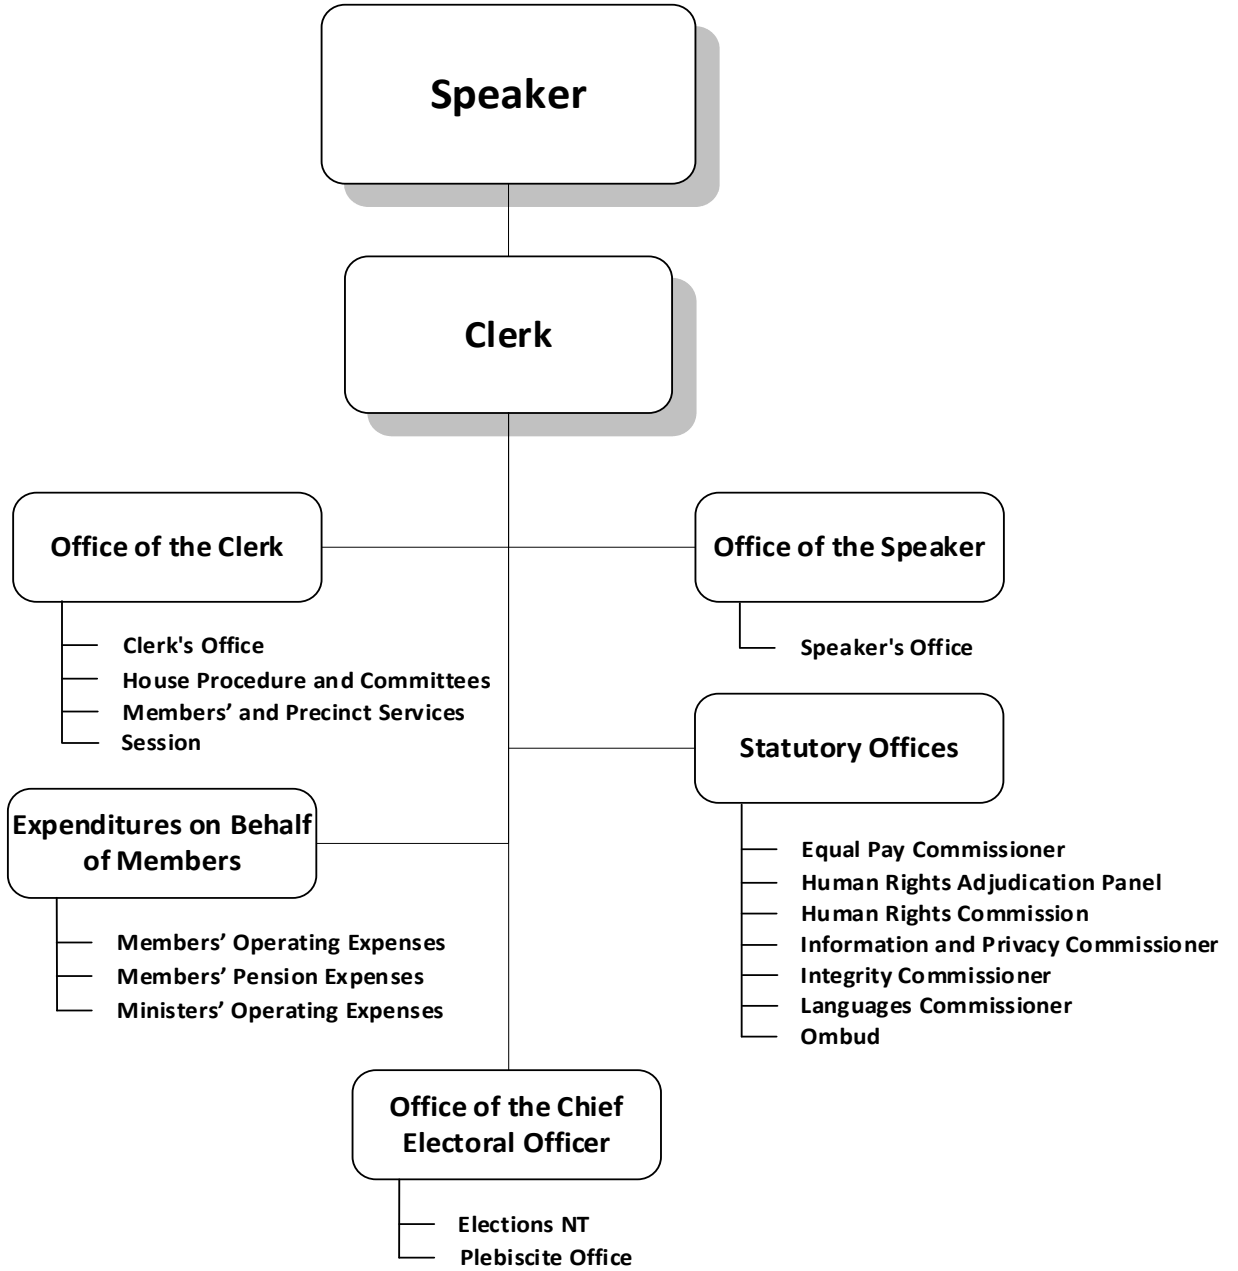 Speaker
Clerk
Office of the Clerk
Clerk's Office
House Procedure and Committees
Members’ and Precinct Services
Session
Office of the Speaker
Speaker's Office
Expenditures on Behalf
of Members
Members’ Operating Expenses
Members’ Pension Expenses
Ministers’ Operating Expenses
Statutory Offices
Equal Pay Commissioner
Human Rights Adjudication Panel
Human Rights Commission
Information and Privacy Commissioner
Integrity Commissioner
Languages Commissioner
Ombud
Office of the Chief
Electoral Officer
Elections NT
Plebiscite Office